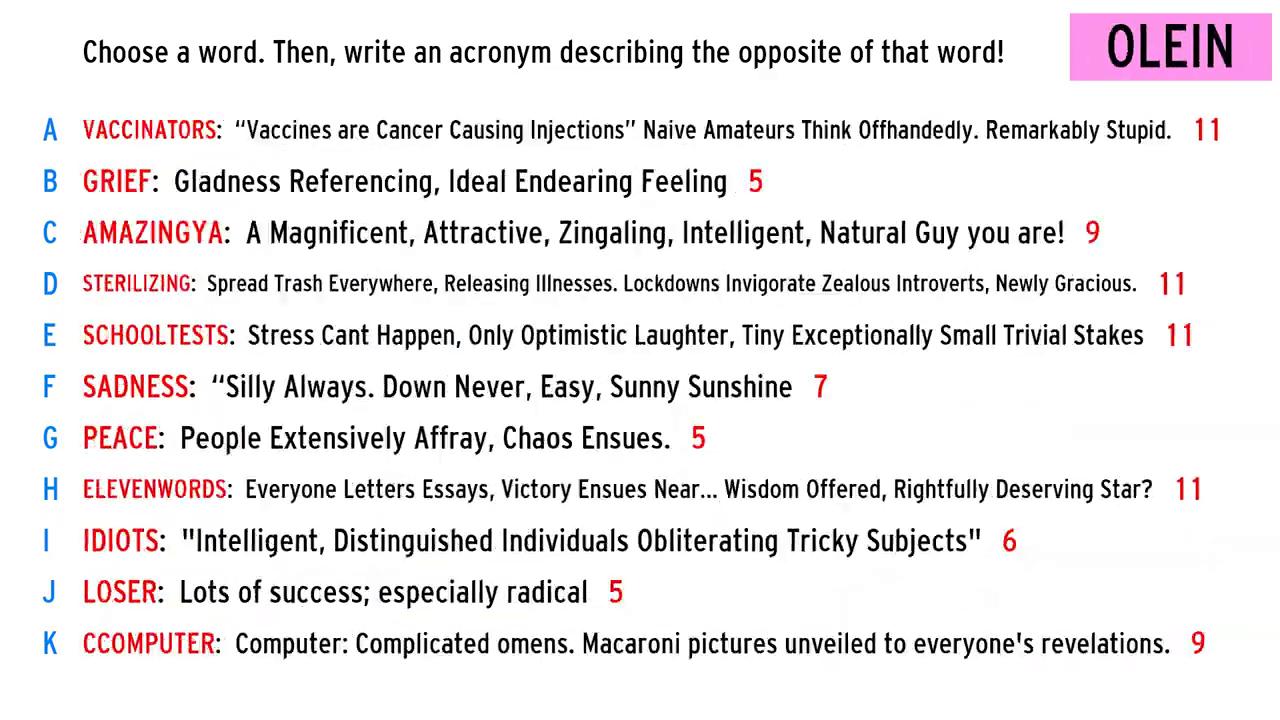 Choose a word. Then, write an acronym describing the opposite of that word!
OLEIN
A VACCINATORS: “Vaccines are Cancer Causing Injections” Naive Amateurs Think Offhandedly. Remarkably Stupid. 11
B GRIEF: Gladness Referencing, Ideal Endearing Feeling 5
C AMAZINGYA: A Magnificent, Attractive, Zingaling, Intelligent, Natural Guy you are! 9
D STERILIZING: Spread Trash Everywhere, Releasing Illnesses. Lockdowns Invigorate Zealous Introverts, Newly Gracious. 11
E SCHOOLTESTS: Stress Cant Happen, Only Optimistic Laughter, Tiny Exceptionally Small Trivial Stakes 11
F SADNESS: “Silly Always. Down Never, Easy, Sunny Sunshine 7
G PEACE: People Extensively Affray, Chaos Ensues. 5
H ELEVENWORDS: Everyone Letters Essays, Victory Ensues Near... Wisdom Offered, Rightfully Deserving Star? 11
I IDIOTS: "Intelligent, Distinguished Individuals Obliterating Tricky Subjects" 6
J LOSER: Lots of success; especially radical 5
K CCOMPUTER: Computer: Complicated omens. Macaroni pictures unveiled to everyone's revelations. 9